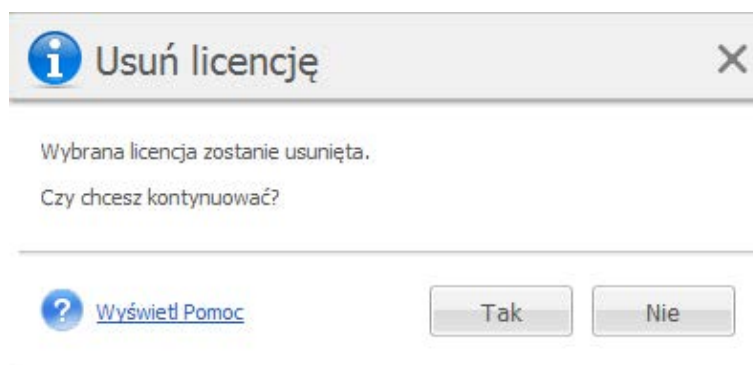 Usuń licencję
Wybrana licencja zostanie usunięta.
Czy chcesz kontynuować?
Wyświetl Pomoc
Tak
Nie